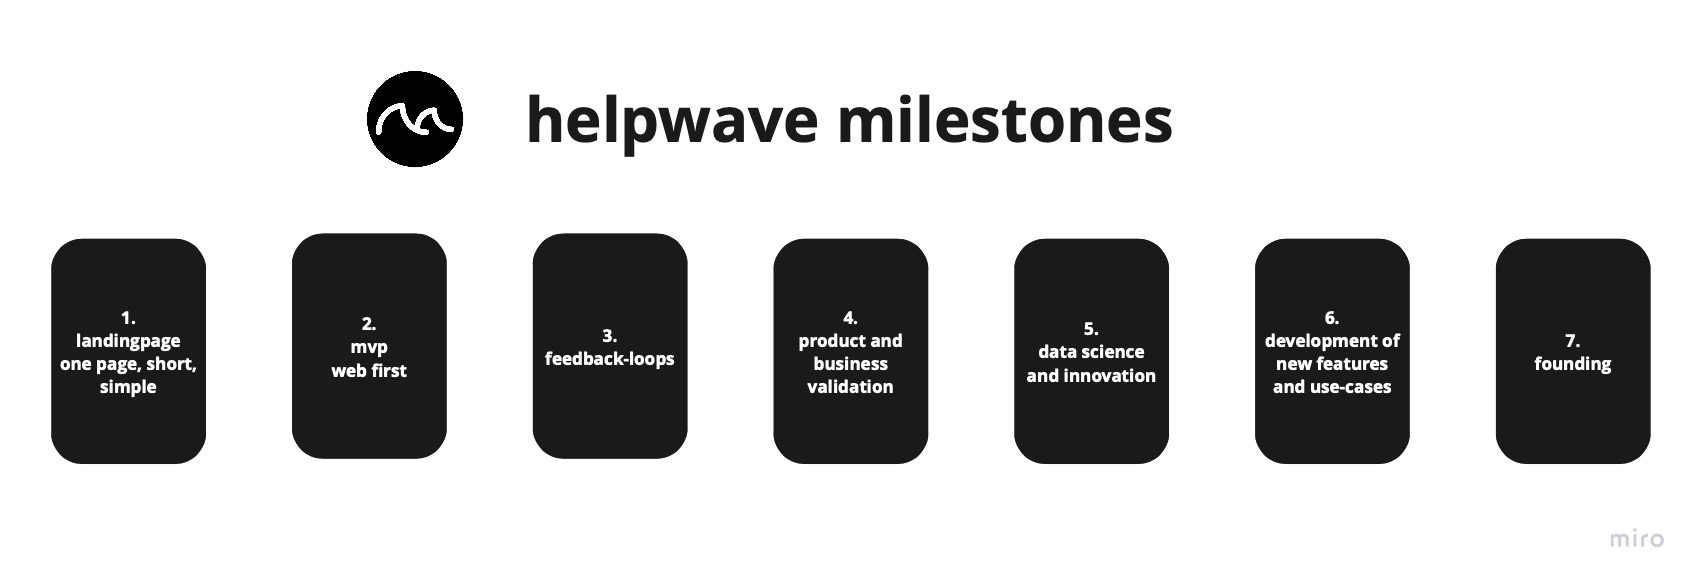 helpwave milestones
1.
landingpage
one page, short,
simple
2.
mvp
web first
3.
feedback-loops
4.
product and
business
validation
5.
data science
and innovation
6.
development of
new features
and use-cases
7.
founding
miro